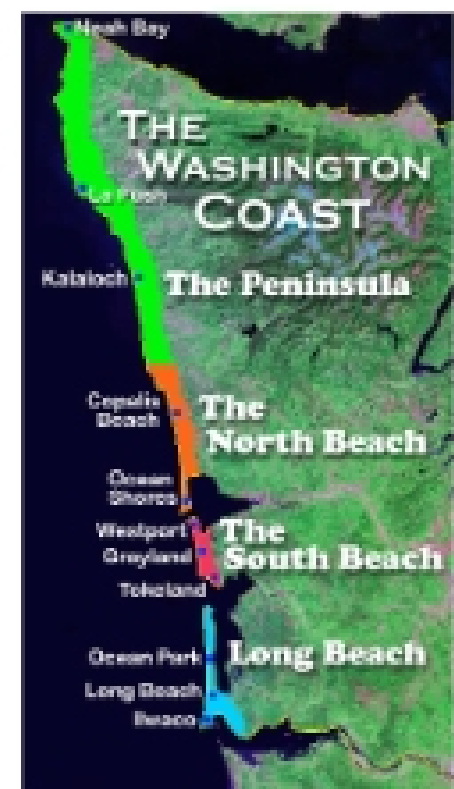 Neah Bay
THE
WASHINGTON
COAST
La Push
Kalaloch
The Peninsula
Copalis
Beach
The
North Beach
Ocean
Shores
Westport
The
Grayland
South Beach
Tokeland
Ocean Park
Long Beach
Long Beach
Ilwaco